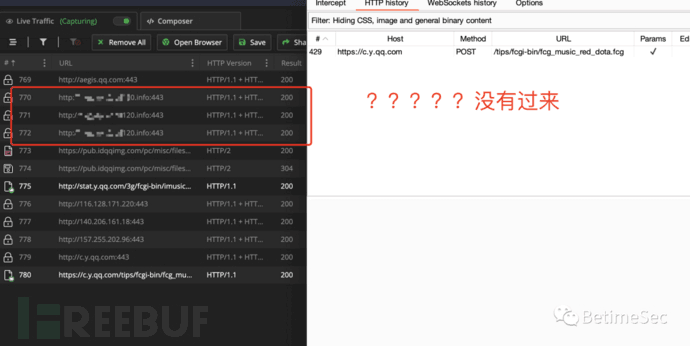 Live Traffic (Capturing)
Composer
Remove All
Open Browser
Save
Sha
#
URL
HTTP Version
Result
769 http://aegis.qq.com:443 HTTP/1.1 + HTT... 200
770 http: 0.info:443 HTTP/1.1 + HTT... 200
771 http:/ 120.info:443 HTTP/1.1 + HTT... 200
772 http: 120.info:443 HTTP/1.1 + HTT... 200
773 https://pub.idqqimg.com/pc/misc/files... HTTP/2 200
774 https://pub.idqqimg.com/pc/misc/files... HTTP/2 304
775 http://stat.y.qq.com/3g/fcgi-bin/imusic... HTTP/1.1 200
776 http://116.128.171.220:443 HTTP/1.1 + HTT... 200
777 http://140.206.161.18:443 HTTP/1.1 + HTT... 200
778 http://157.255.202.96:443 HTTP/1.1 + HTT... 200
779 http://c.y.qq.com:443 HTTP/1.1 + HTT... 200
780 https://c.y.qq.com/tips/fcgi-bin/fcg_mu... HTTP/1.1 200
REEBUF
Intercept HTTP history WebSockets history Options
Filter: Hiding CSS, image and general binary content
# Host Method URL Params Ed
429 https://c.y.qq.com POST /tips/fcgi-bin/fcg_music_red_dota.fcg ✓
？？？？？没有过来
BetimeSec